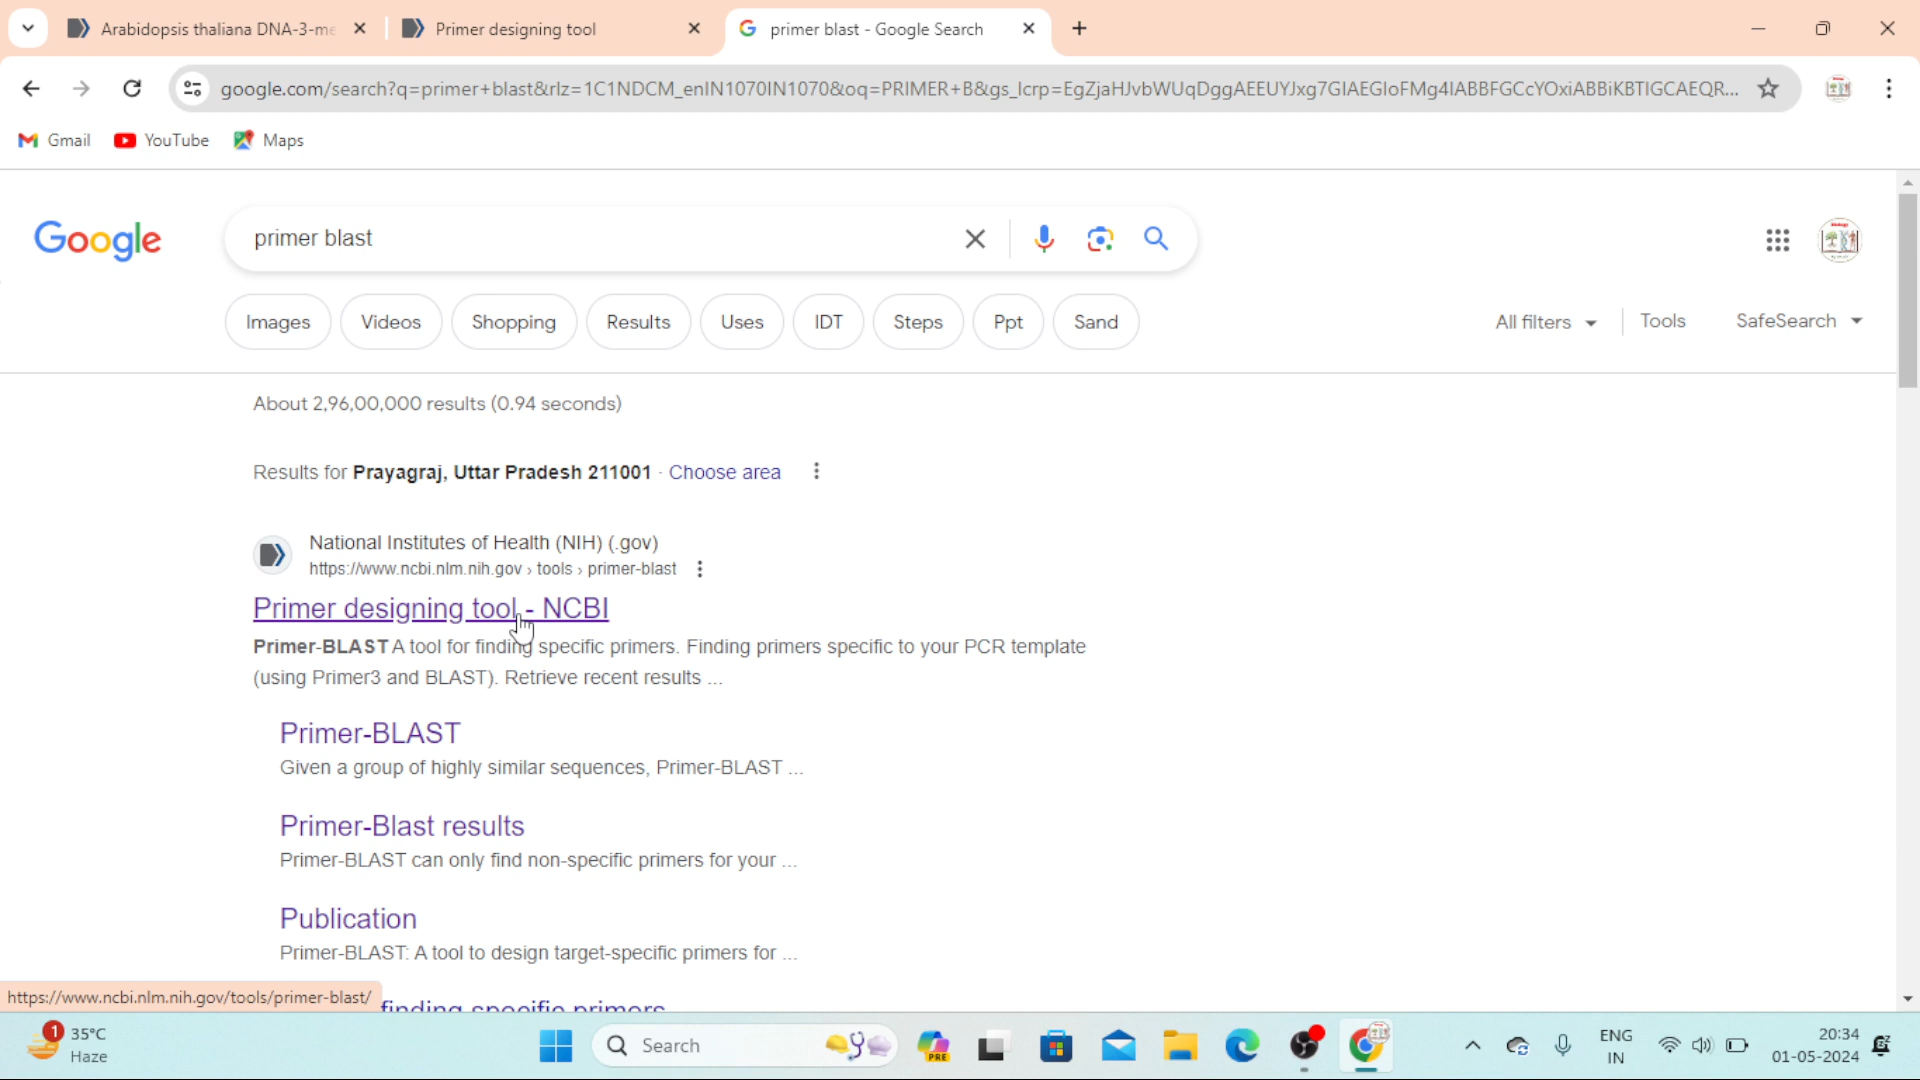 Arabidopsis thaliana DNA-3-me
Primer designing tool
primer blast - Google Search
google.com/search?q=primer+blast&rlz=1C1NDCM_enIN1070IN1070&oq=PRIMER+B&gs_lcrp=EgZjaHJvbWUqDggAEEUYJxg7GIAEGIoFMg4IABBFGCcYOxiABBiKBTIGCAEQR...
Gmail
YouTube
Maps
Google
primer blast
Images
Videos
Shopping
Results
Uses
IDT
Steps
Ppt
Sand
All filters
Tools
SafeSearch
About 2,96,00,000 results (0.94 seconds)
Results for Prayagraj, Uttar Pradesh 211001 · Choose area
National Institutes of Health (NIH) (.gov)
https://www.ncbi.nlm.nih.gov › tools › primer-blast
Primer designing tool - NCBI
Primer-BLAST A tool for finding specific primers. Finding primers specific to your PCR template
(using Primer3 and BLAST). Retrieve recent results ...
Primer-BLAST
Given a group of highly similar sequences, Primer-BLAST ...
Primer-Blast results
Primer-BLAST can only find non-specific primers for your ...
Publication
Primer-BLAST: A tool to design target-specific primers for ...
https://www.ncbi.nlm.nih.gov/tools/primer-blast/
finding specific primers
1
35°C
Haze
Search
PRE
ENG
IN
20:34
01-05-2024